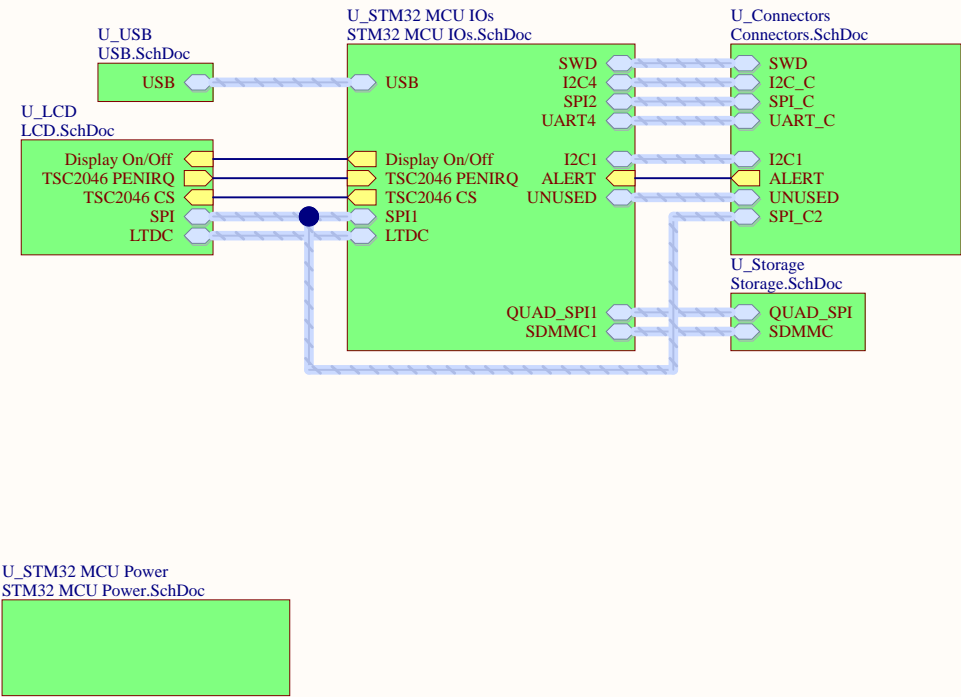 U_USB
USB.SchDoc
USB
U_LCD
LCD.SchDoc
Display On/Off
TSC2046 PENIRQ
TSC2046 CS
SPI
LTDC
U_STM32 MCU IOs
STM32 MCU IOs.SchDoc
USB
Display On/Off
TSC2046 PENIRQ
TSC2046 CS
SPI1
LTDC
SWD
I2C4
SPI2
UART4
I2C1
ALERT
UNUSED
QUAD_SPI1
SDMMC1
U_Connectors
Connectors.SchDoc
SWD
I2C_C
SPI_C
UART_C
I2C1
ALERT
UNUSED
SPI_C2
U_Storage
Storage.SchDoc
QUAD_SPI
SDMMC
U_STM32 MCU Power
STM32 MCU Power.SchDoc